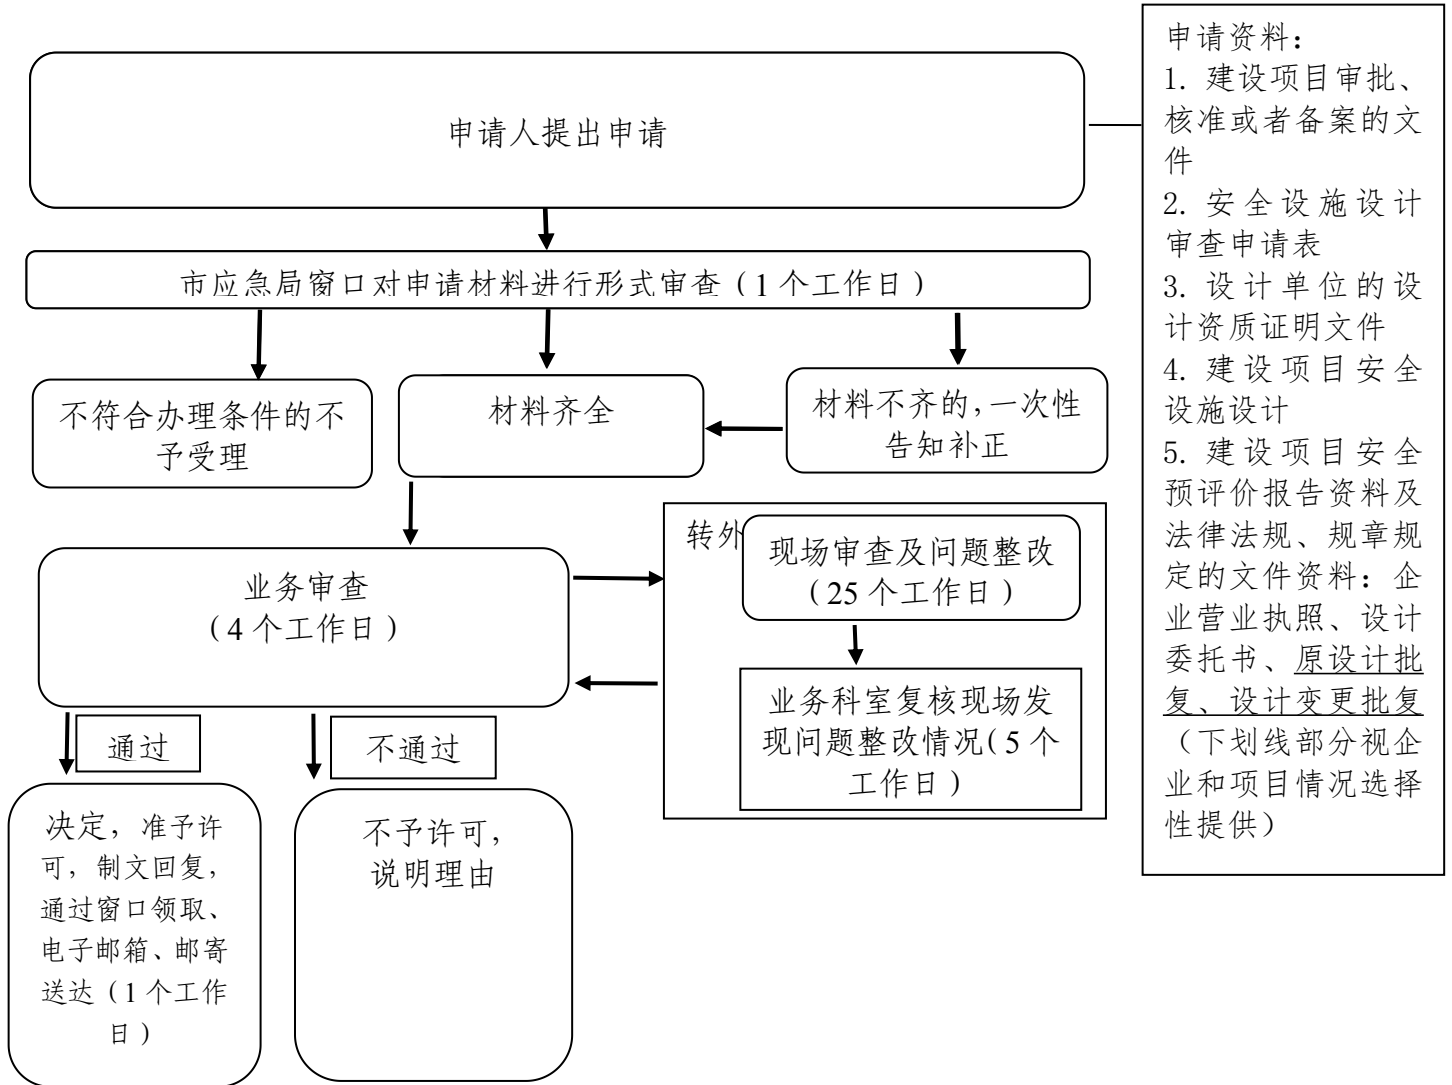 申请人提出申请
市应急局窗口对申请材料进行形式审查（1个工作日）
不符合办理条件的不
予受理
材料齐全
材料不齐的，一次性
告知补正
业务审查
（4个工作日）
转外
现场审查及问题整改
（25个工作日）
业务科室复核现场发
现问题整改情况（5个
工作日）
通过
不通过
决定，准予许
可，制文回复，
通过窗口领取、
电子邮箱、邮寄
送达（1个工作
日）
不予许可，
说明理由
申请资料：
1. 建设项目审批、
核准或者备案的文
件
2. 安全设施设计
审查申请表
3. 设计单位的设
计资质证明文件
4. 建设项目安全
设施设计
5. 建设项目安全
预评价报告资料及
法律法规、规章规
定的文件资料：企
业营业执照、设计
委托书、原设计批
复、设计变更批复
（下划线部分视企
业和项目情况选择
性提供）